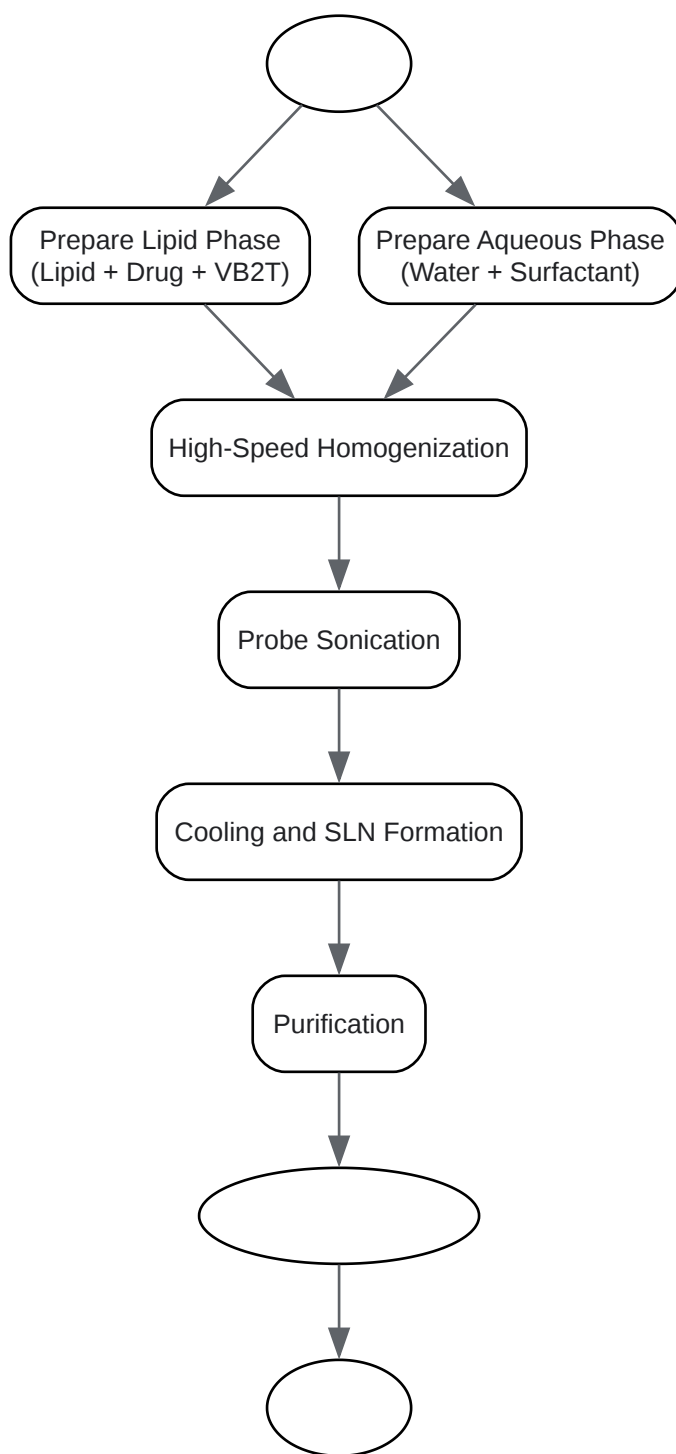 Prepare Lipid Phase
(Lipid + Drug + VB2T)
Prepare Aqueous Phase
(Water + Surfactant)
High-Speed Homogenization
Probe Sonication
Cooling and SLN Formation
Purification